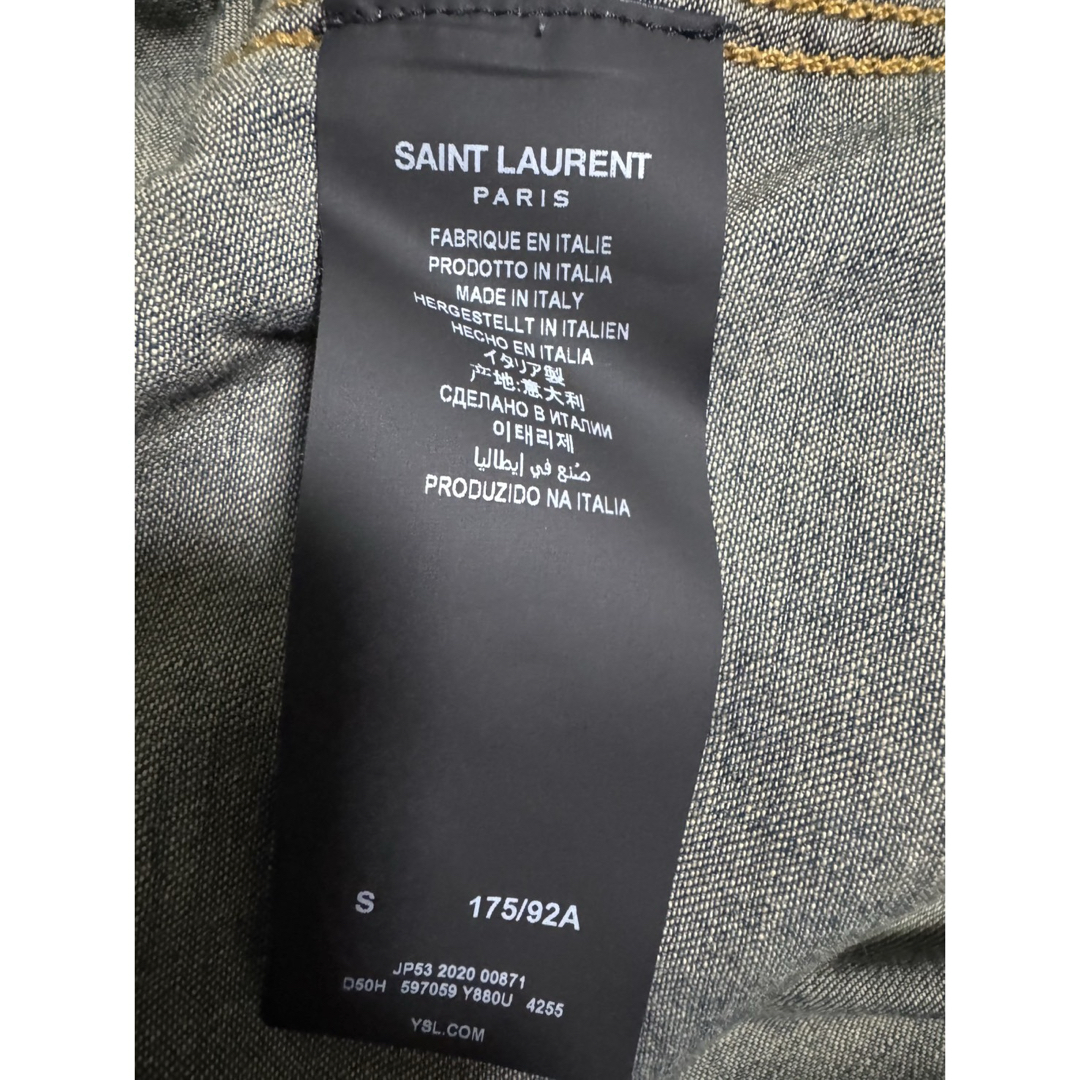 SAINT LAURENT
PARIS
FABRIQUE EN ITALIE
PRODOTTO IN ITALIA
MADE IN ITALY
HERGESTELLT IN ITALIEN
HECHO EN ITALIA
イタリア製
产地:意大利
СДЕЛАНО В ИТАЛИИ
이태리제
صُنع في إيطاليا
PRODUZIDO NA ITALIA
S 175/92A
JP53 2020 00871
D50H 597059 Y880U 4255
YSL.COM